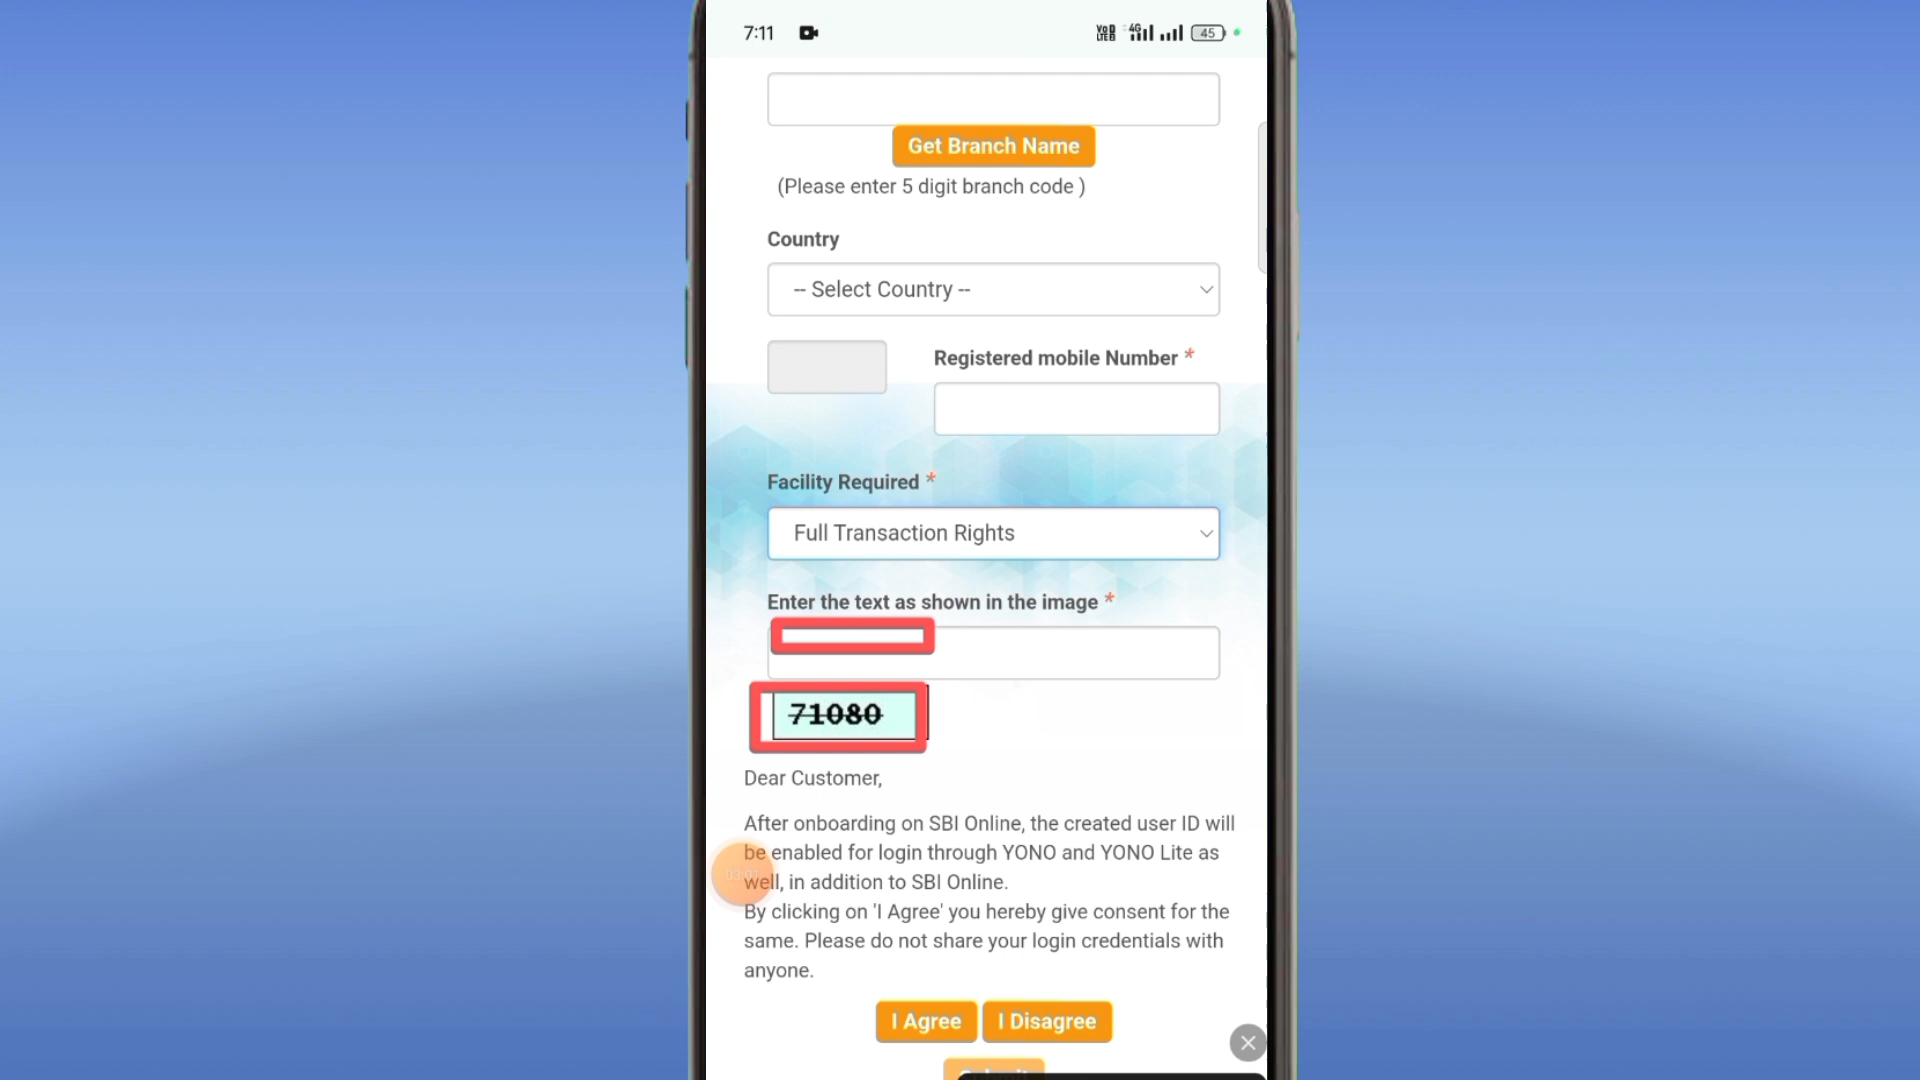 7:11
VoD LTEB 4G 45
Get Branch Name
(Please enter 5 digit branch code )
Country
-- Select Country --
Registered mobile Number *
Facility Required *
Full Transaction Rights
Enter the text as shown in the image *
71080
Dear Customer,
After onboarding on SBI Online, the created user ID will
be enabled for login through YONO and YONO Lite as
well, in addition to SBI Online.
By clicking on 'I Agree' you hereby give consent for the
same. Please do not share your login credentials with
anyone.
I Agree I Disagree